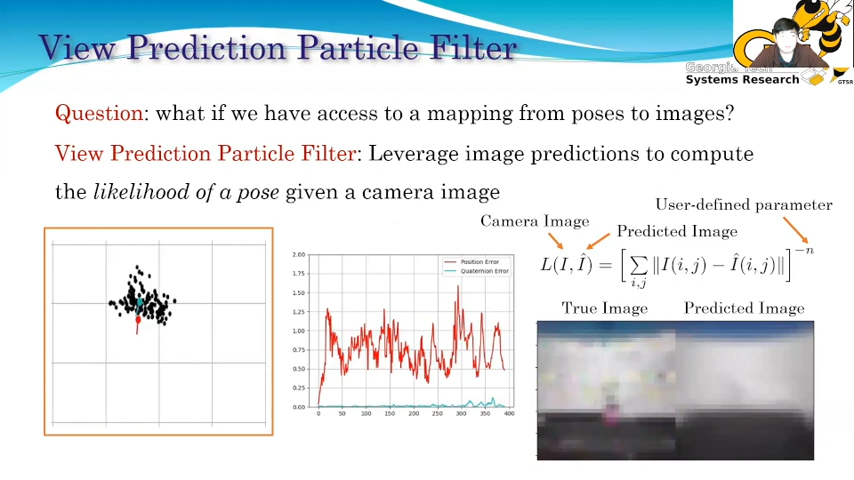 View Prediction Particle Filter
Systems Research
GTSR
Question: what if we have access to a mapping from poses to images?
View Prediction Particle Filter: Leverage image predictions to compute
the likelihood of a pose given a camera image
User-defined parameter
Camera Image
Predicted Image
L(I, Î) = [∑i,j ‖I(i, j) − Î(i, j)‖]^−n
True Image Predicted Image
Position Error
Quaternion Error
2.00
1.75
1.50
1.25
1.00
0.75
0.50
0.25
0.00
0 50 100 150 200 250 300 350 400